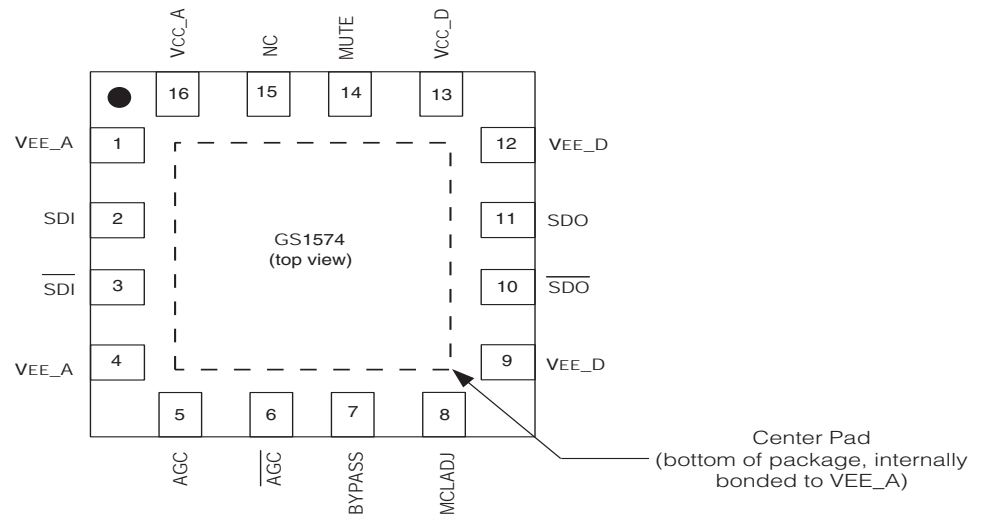 VCC_A
NC
MUTE
VCC_D
16
15
14
13
VEE_A
1
12
VEE_D
SDI
2
11
SDO
GS1574
(top view)
SDI
3
10
SDO
VEE_A
4
9
VEE_D
5
6
7
8
AGC
AGC
BYPASS
MCLADJ
Center Pad
(bottom of package, internally
bonded to VEE_A)